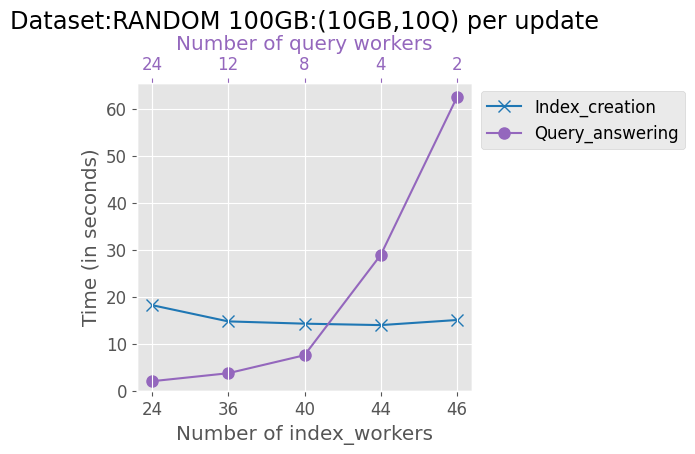 Dataset:RANDOM 100GB:(10GB,10Q) per update
Number of query workers
24 12 8 4 2
Index_creation
Query_answering
60
50
40
30
20
10
0
Time (in seconds)
24 36 40 44 46
Number of index_workers